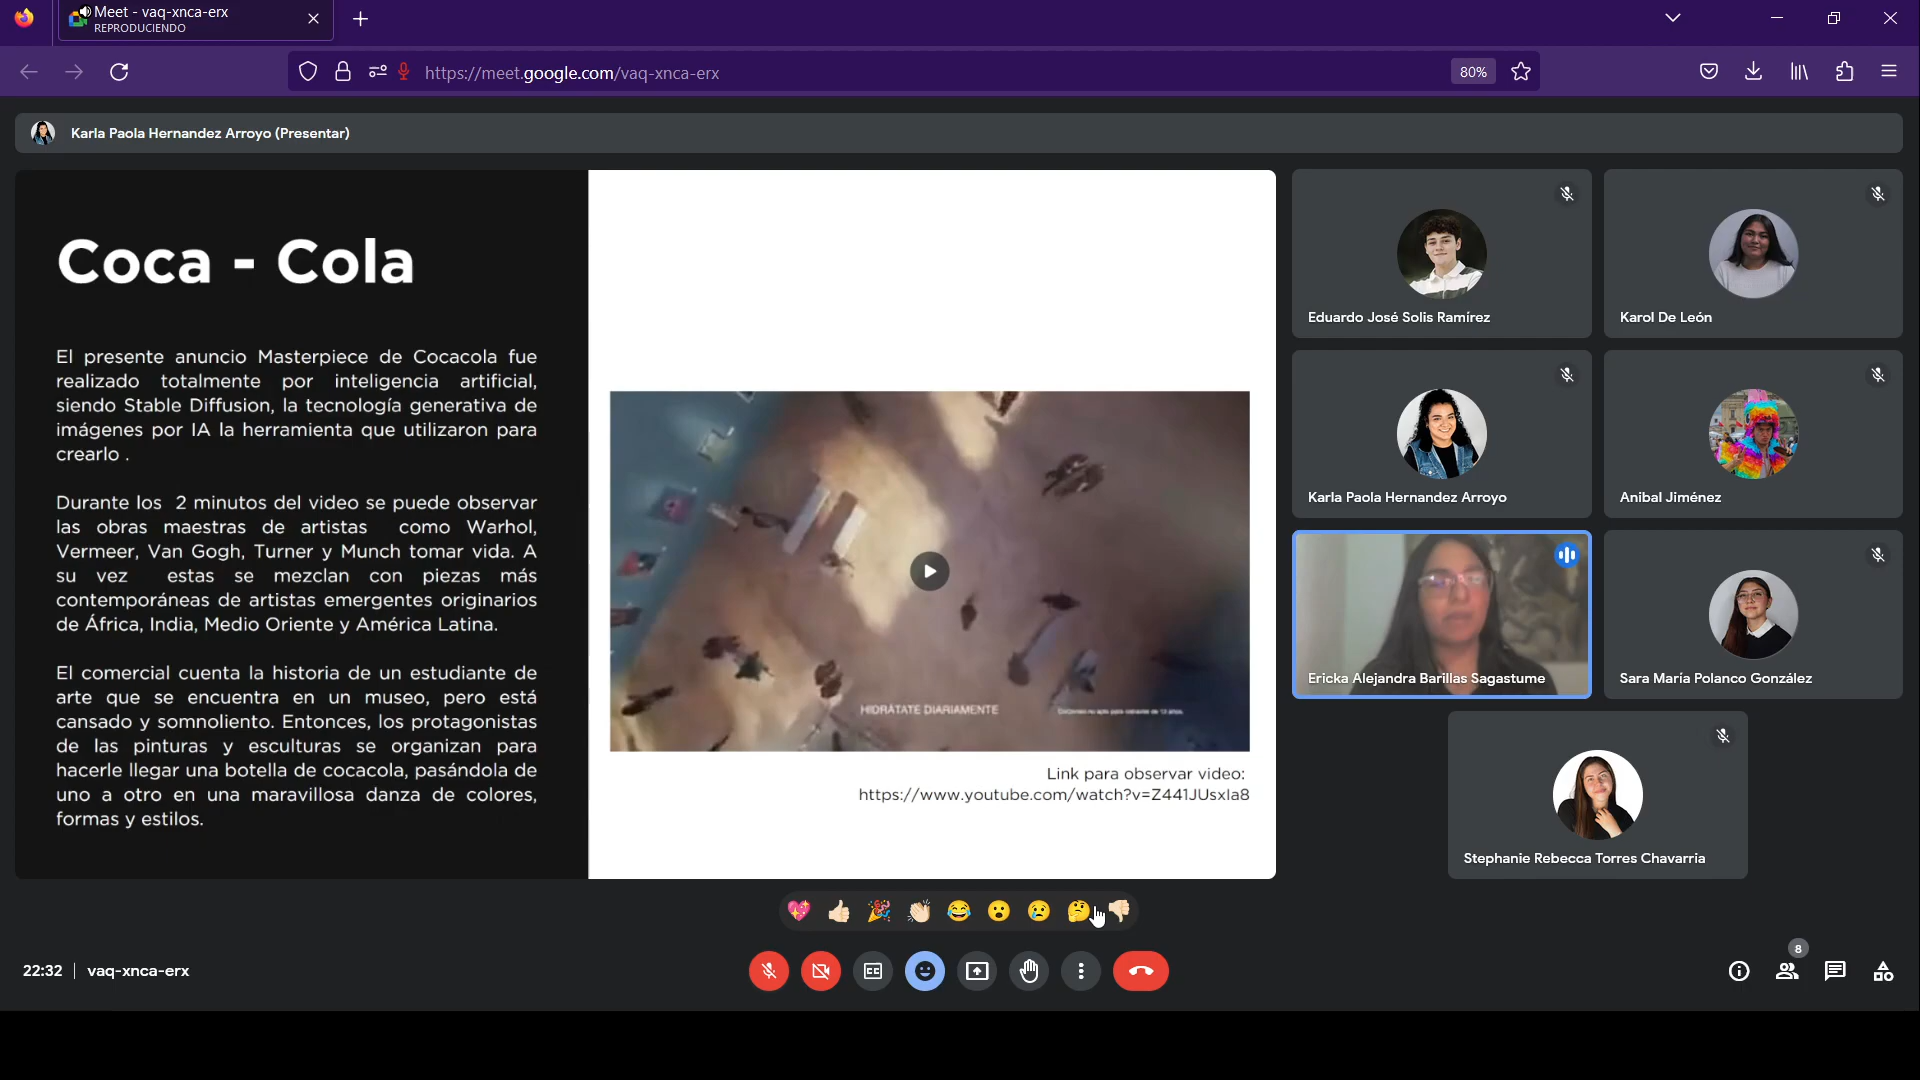 Meet - vaq-xnca-erx
REPRODUCIENDO
https://meet.google.com/vaq-xnca-erx
80%
Karla Paola Hernandez Arroyo (Presentar)
Coca - Cola
El presente anuncio Masterpiece de Cocacola fue
realizado totalmente por inteligencia artificial,
siendo Stable Diffusion, la tecnología generativa de
imágenes por IA la herramienta que utilizaron para
crearlo .
Durante los 2 minutos del video se puede observar
las obras maestras de artistas como Warhol,
Vermeer, Van Gogh, Turner y Munch tomar vida. A
su vez estas se mezclan con piezas más
contemporáneas de artistas emergentes originarios
de África, India, Medio Oriente y América Latina.
El comercial cuenta la historia de un estudiante de
arte que se encuentra en un museo, pero está
cansado y somnoliento. Entonces, los protagonistas
de las pinturas y esculturas se organizan para
hacerle llegar una botella de cocacola, pasándola de
uno a otro en una maravillosa danza de colores,
formas y estilos.
HIDRÁTATE DIARIAMENTE
Link para observar video:
https://www.youtube.com/watch?v=Z441JUsxIa8
Eduardo José Solis Ramírez
Karol De León
Karla Paola Hernandez Arroyo
Anibal Jiménez
Ericka Alejandra Barillas Sagastume
Sara María Polanco González
Stephanie Rebecca Torres Chavarria
22:32
vaq-xnca-erx
8